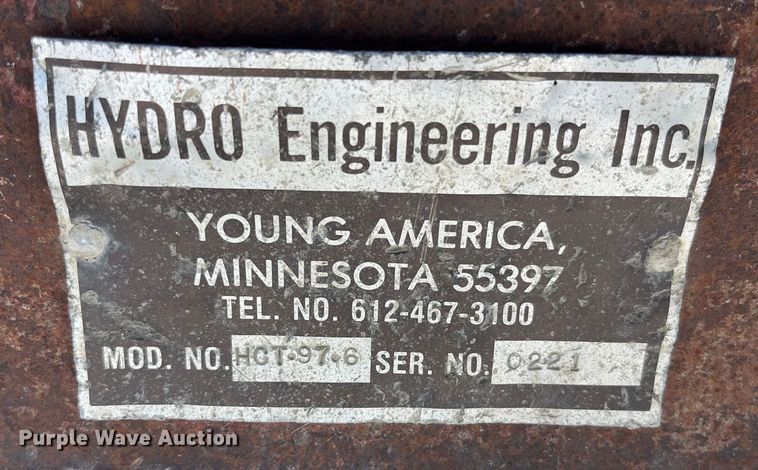 HYDRO Engineering Inc.
YOUNG AMERICA,
MINNESOTA 55397
TEL. NO. 612-467-3100
MOD. NO. HCT-97-6 SER. NO. 0221
Purple Wave Auction